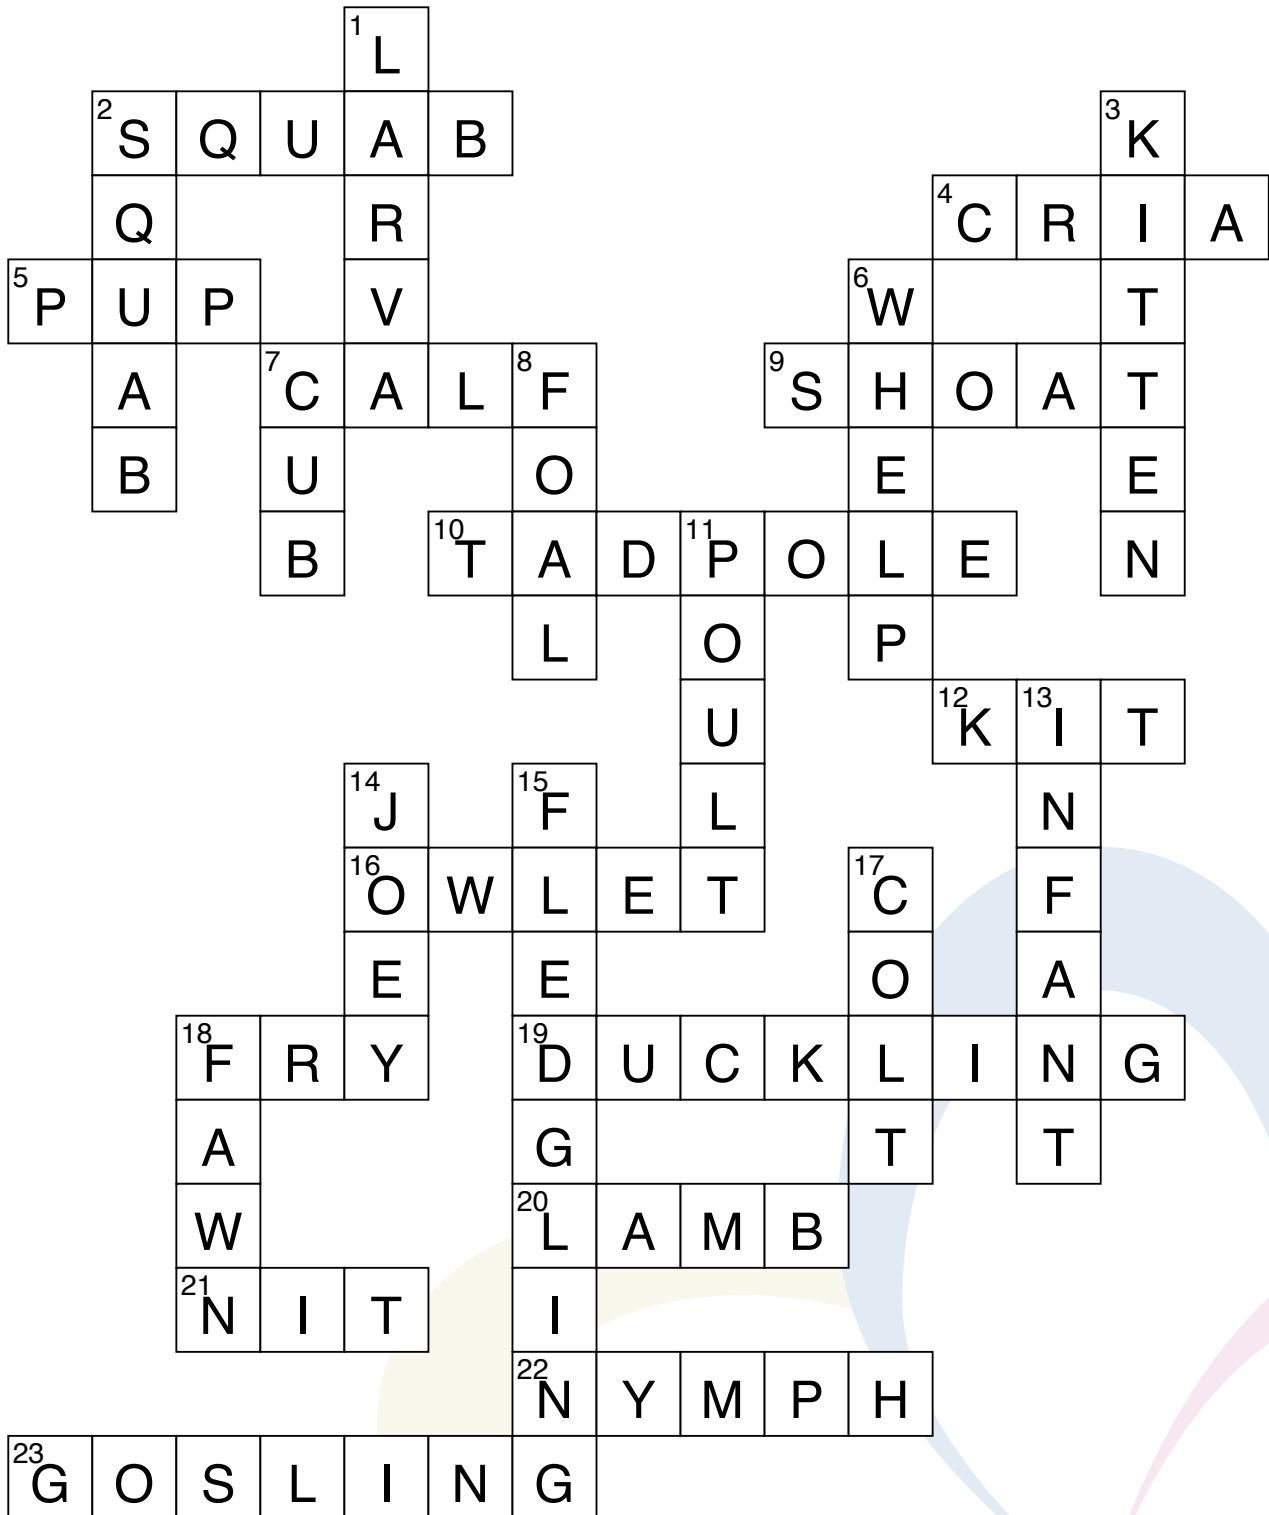 1 L
2 S Q U A B 3 K
Q R 4 C R I A
5 P U P V 6 W T
A 7 C A L 8 F 9 S H O A T
B U O E E
B 10 T A D 11 P O L E N
L O P
U 12 K 13 I T
14 J 15 F L N
16 O W L E T 17 C F
E E O A
18 F R Y 19 D U C K L I N G
A G T T
W 20 L A M B
21 N I T I
22 N Y M P H
23 G O S L I N G